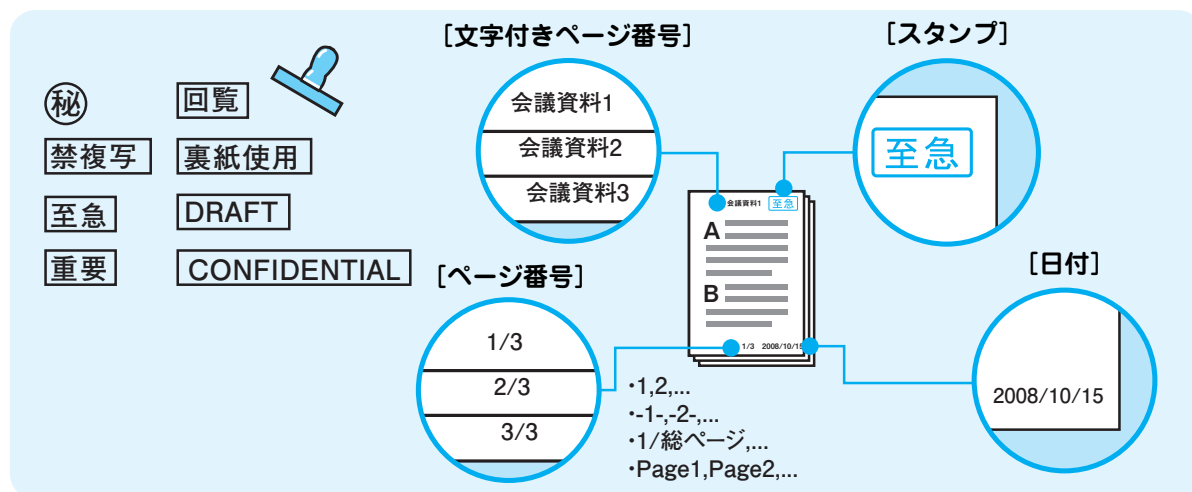 ㊙
回覧
禁複写
裏紙使用
至急
DRAFT
重要
CONFIDENTIAL
[文字付きページ番号]
会議資料1
会議資料2
会議資料3
[スタンプ]
至急
会議資料1 至急
A
B
1/3 2008/10/15
[ページ番号]
1/3
2/3
3/3
・1,2,...
・-1-,-2-,...
・1/総ページ,...
・Page1,Page2,...
[日付]
2008/10/15